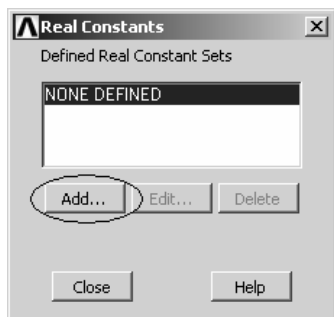 Real Constants
Defined Real Constant Sets
NONE DEFINED
Add... Edit... Delete
Close Help